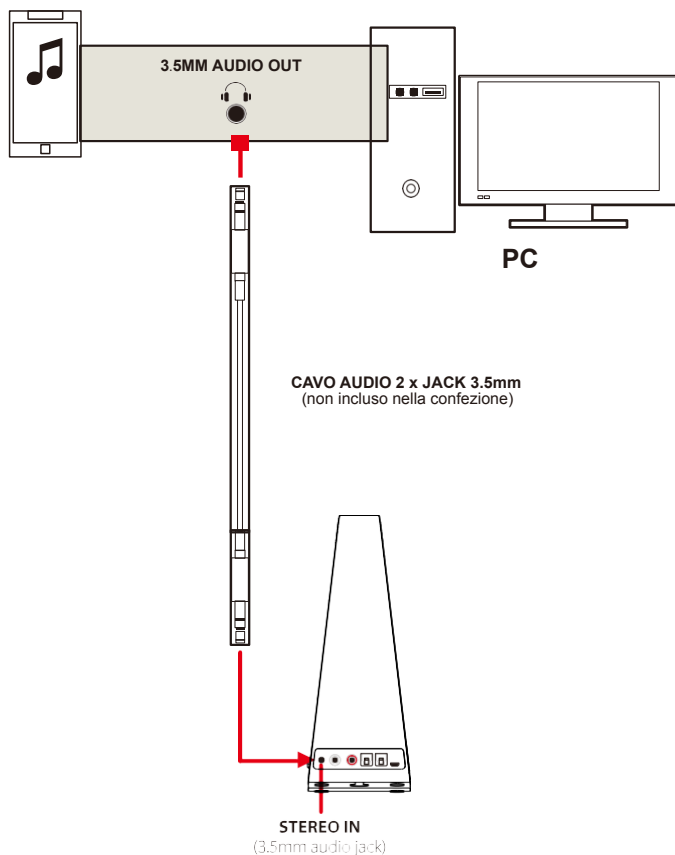 3.5MM AUDIO OUT
PC
CAVO AUDIO 2 x JACK 3.5mm
(non incluso nella confezione)
STEREO IN
(3.5mm audio jack)